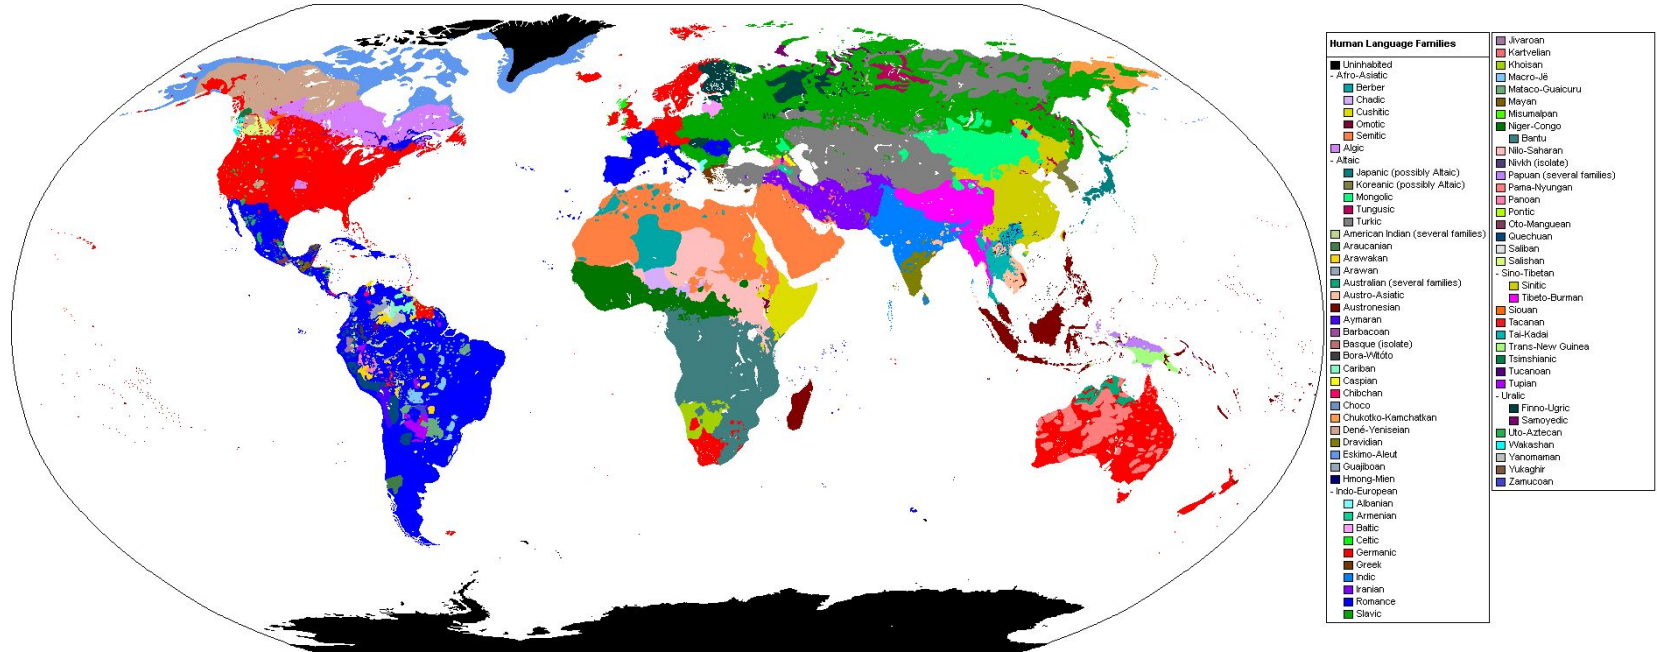 Human Language Families
Uninhabited
- Afro-Asiatic
Berber
Chadic
Cushitic
Omotic
Semitic
Algic
- Altaic
Japanic (possibly Altaic)
Koreanic (possibly Altaic)
Mongolic
Tungusic
Turkic
American Indian (several families)
Araucanian
Arawakan
Arawan
Australian (several families)
Austro-Asiatic
Austronesian
Aymaran
Barbacoan
Basque (isolate)
Bora-Witóto
Cariban
Caspian
Chibchan
Choco
Chukotko-Kamchatkan
Dené-Yeniseian
Dravidian
Eskimo-Aleut
Guajiboan
Hmong-Mien
- Indo-European
Albanian
Armenian
Baltic
Celtic
Germanic
Greek
Indic
Iranian
Romance
Slavic
Jivaroan
Kartvelian
Khoisan
Macro-Jê
Mataco-Guaicuru
Mayan
Misumalpan
Niger-Congo
Bantu
Nilo-Saharan
Nivkh (isolate)
Papuan (several families)
Pama-Nyungan
Panoan
Pontic
Oto-Manguean
Quechuan
Saliban
Salishan
- Sino-Tibetan
Sinitic
Tibeto-Burman
Siouan
Tacanan
Tai-Kadai
Trans-New Guinea
Tsimshianic
Tucanoan
Tupian
- Uralic
Finno-Ugric
Samoyedic
Uto-Aztecan
Wakashan
Yanomaman
Yukaghir
Zamucoan